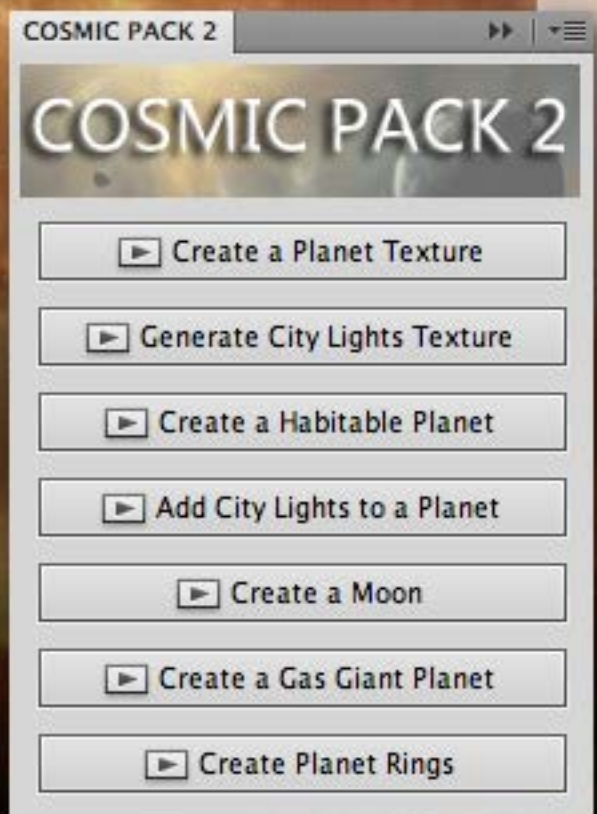 COSMIC PACK 2
COSMIC PACK 2
Create a Planet Texture
Generate City Lights Texture
Create a Habitable Planet
Add City Lights to a Planet
Create a Moon
Create a Gas Giant Planet
Create Planet Rings